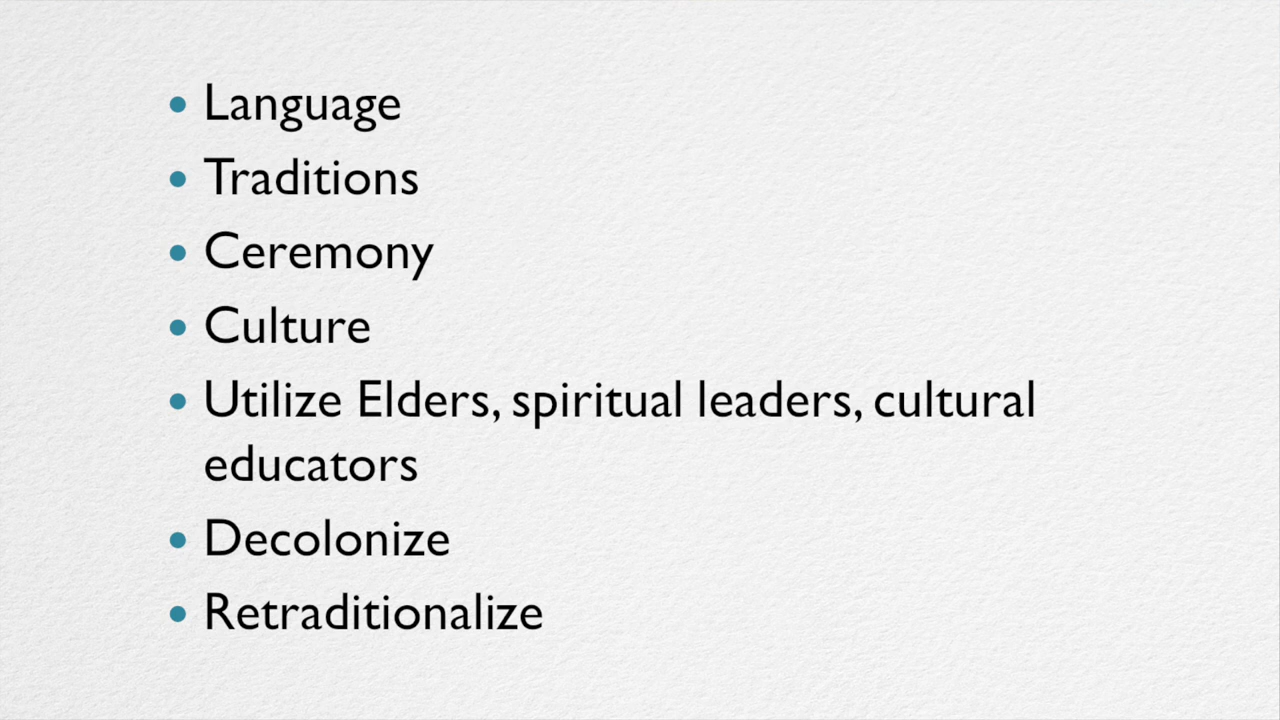 • Language
• Traditions
• Ceremony
• Culture
• Utilize Elders, spiritual leaders, cultural
educators
• Decolonize
• Retraditionalize